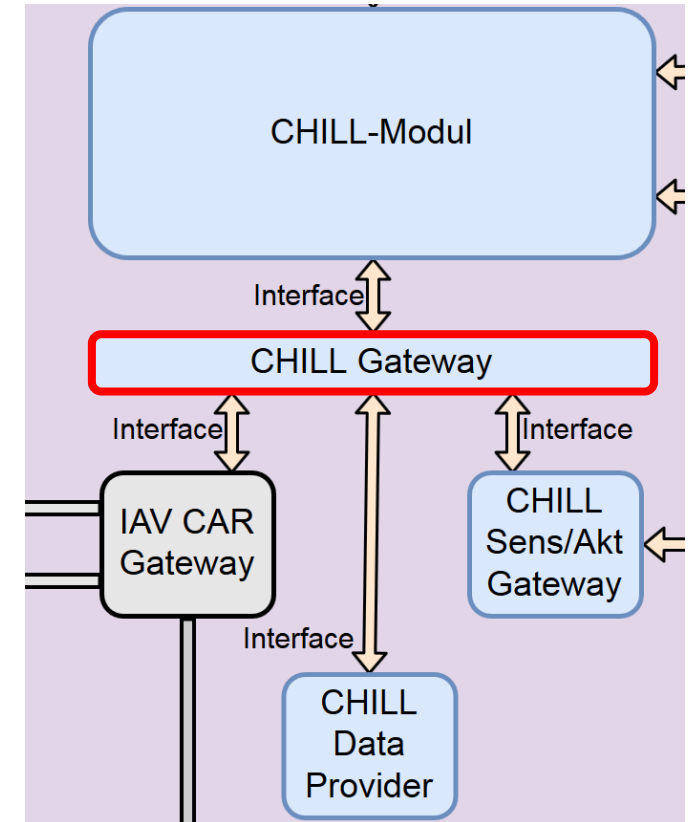 CHILL-Modul
Interface
CHILL Gateway
Interface
Interface
IAV CAR
Gateway
CHILL
Sens/Akt
Gateway
Interface
CHILL
Data
Provider